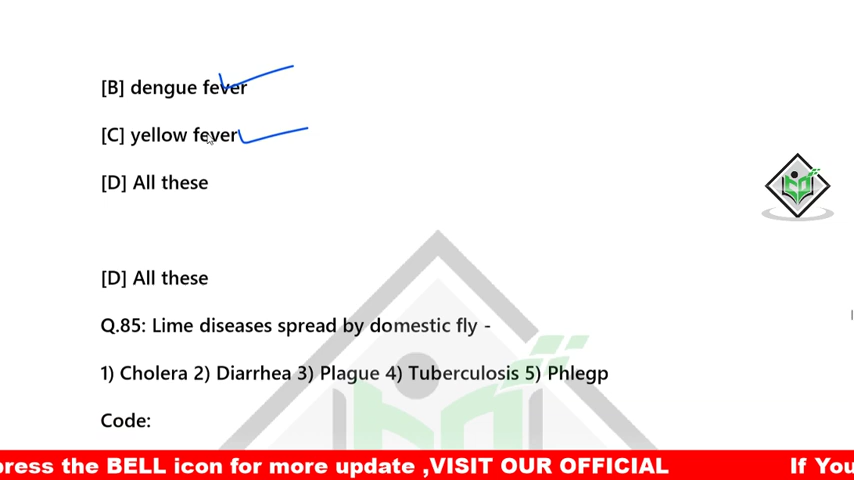 [B] dengue fever
[C] yellow fever
[D] All these
[D] All these
Q.85: Lime diseases spread by domestic fly -
1) Cholera 2) Diarrhea 3) Plague 4) Tuberculosis 5) Phlegp
Code:
press the BELL icon for more update ,VISIT OUR OFFICIAL If You